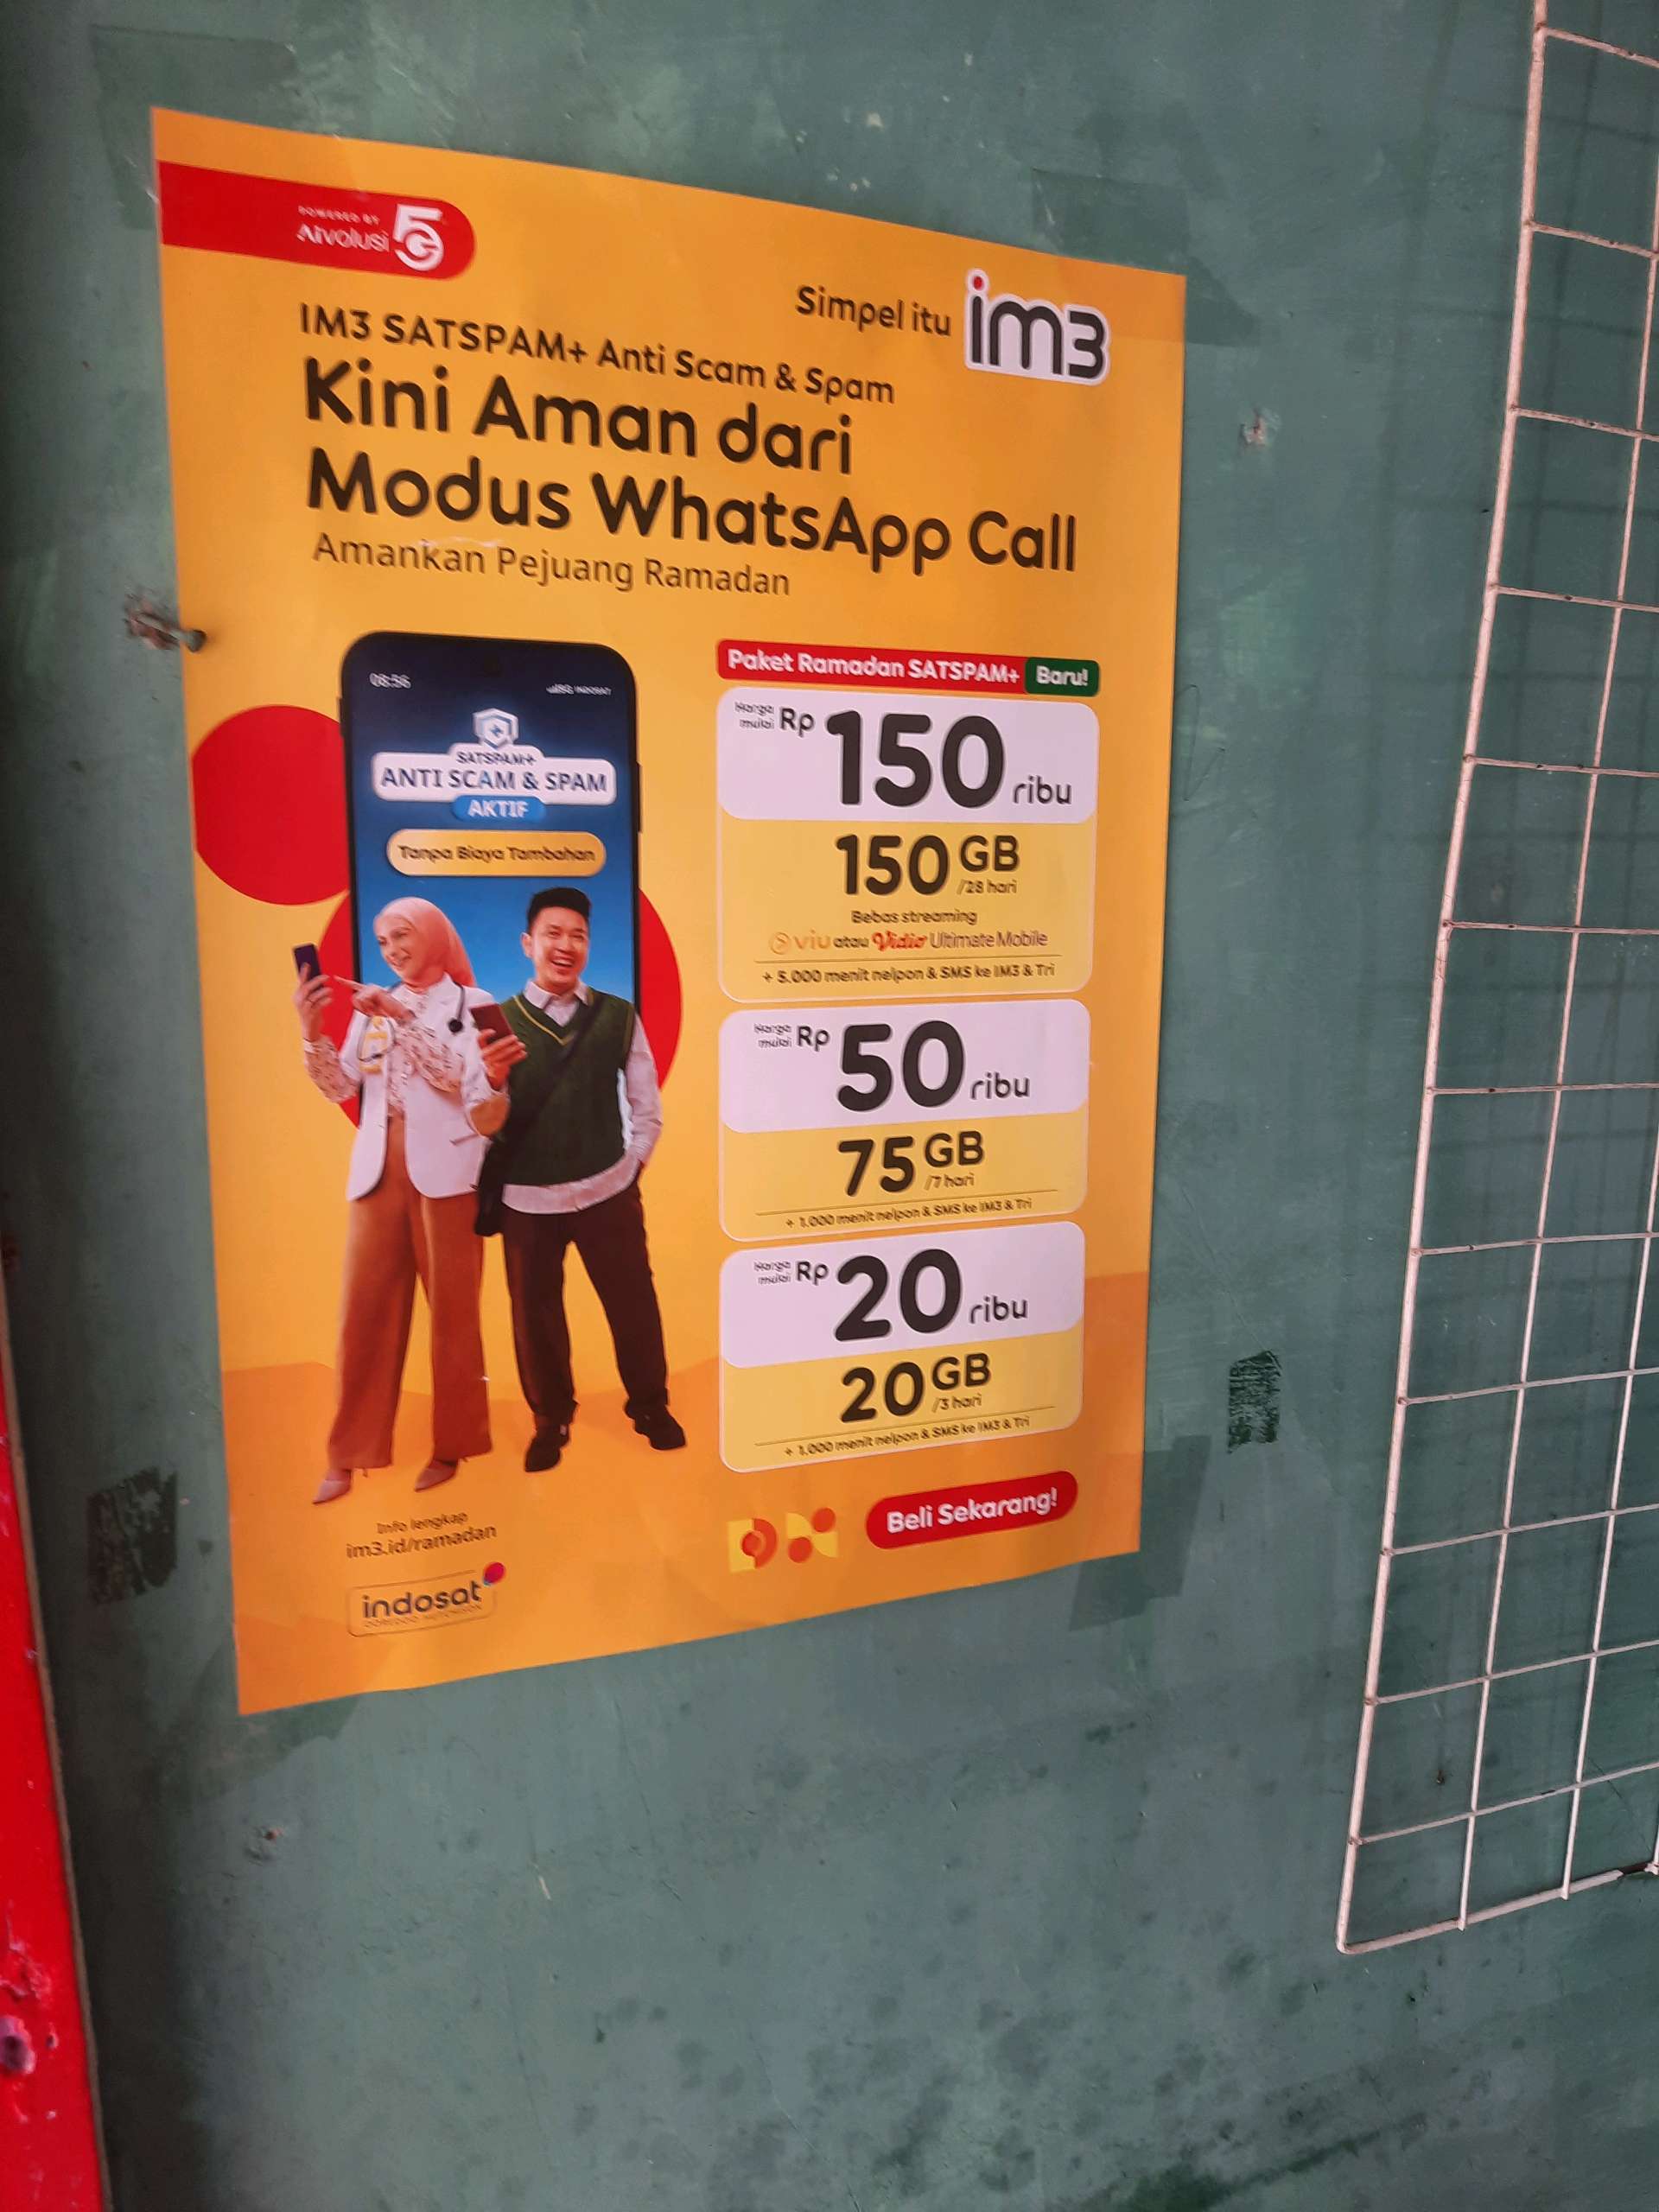 POWERED BY
AIvolusi 5G
Simpel itu im3
IM3 SATSPAM+ Anti Scam & Spam
Kini Aman dari
Modus WhatsApp Call
Amankan Pejuang Ramadan
08:56
SATSPAM+
ANTI SCAM & SPAM
AKTIF
Tanpa Biaya Tambahan
Paket Ramadan SATSPAM+ Baru!
Harga mulai Rp 150 ribu
150 GB /28 hari
Bebas streaming
viu atau Vidio Ultimate Mobile
+ 5.000 menit nelpon & SMS ke IM3 & Tri
Harga mulai Rp 50 ribu
75 GB /7 hari
+ 1.000 menit nelpon & SMS ke IM3 & Tri
Harga mulai Rp 20 ribu
20 GB /3 hari
+ 1.000 menit nelpon & SMS ke IM3 & Tri
Beli Sekarang!
Info lengkap
im3.id/ramadan
indosat
OOREDOO HUTCHISON